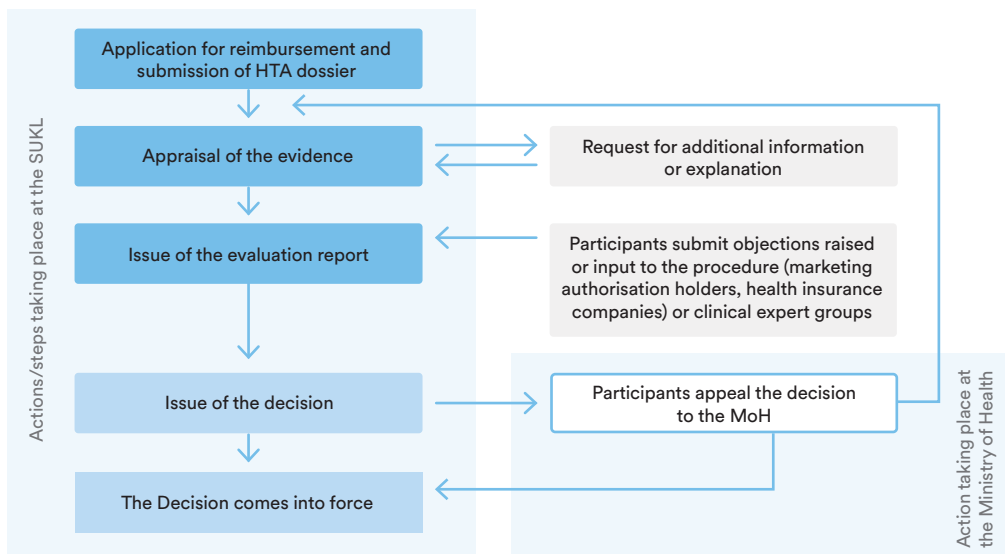 Actions/steps taking place at the SUKL
Application for reimbursement and
submission of HTA dossier
Appraisal of the evidence
Request for additional information
or explanation
Issue of the evaluation report
Participants submit objections raised
or input to the procedure (marketing
authorisation holders, health insurance
companies) or clinical expert groups
Issue of the decision
Participants appeal the decision
to the MoH
The Decision comes into force
Action taking place at
the Ministry of Health